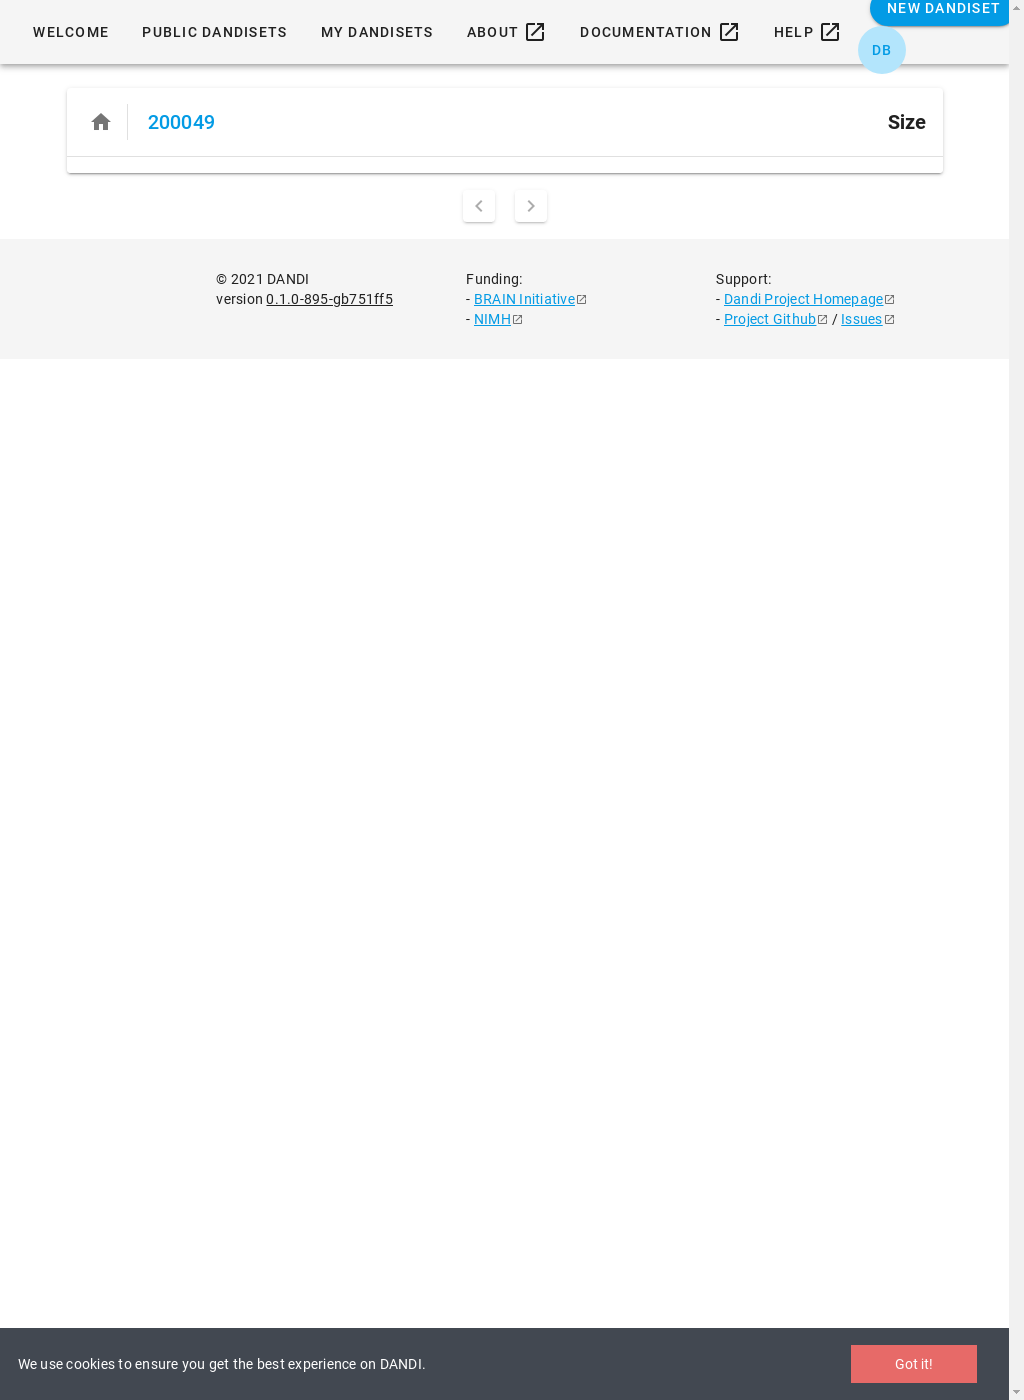 NEW DANDISET
WELCOME PUBLIC DANDISETS MY DANDISETS ABOUT DOCUMENTATION HELP
DB
200049 Size
© 2021 DANDI
version 0.1.0-895-gb751ff5
Funding:
- BRAIN Initiative
- NIMH
Support:
- Dandi Project Homepage
- Project Github / Issues
We use cookies to ensure you get the best experience on DANDI. Got it!